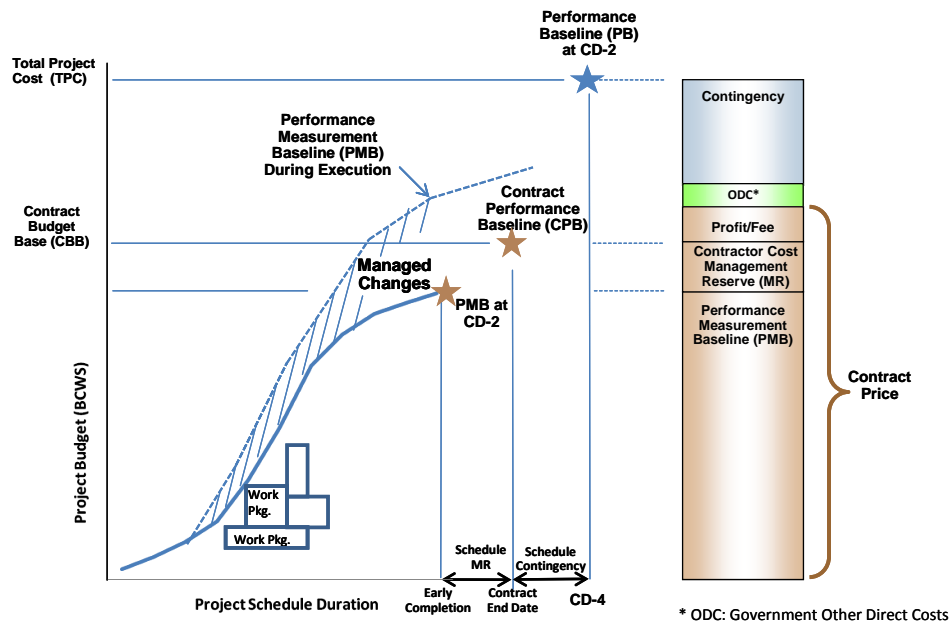 Performance
Baseline (PB)
at CD-2
Total Project
Cost (TPC)
Contingency
Performance
Measurement
Baseline (PMB)
During Execution
ODC*
Contract
Performance
Baseline (CPB)
Contract
Budget
Base (CBB)
Profit/Fee
Contractor Cost
Management
Reserve (MR)
Managed
Changes
PMB at
CD-2
Performance
Measurement
Baseline (PMB)
Contract
Price
Project Budget (BCWS)
Work
Pkg.
Work Pkg.
Schedule
MR
Schedule
Contingency
Project Schedule Duration
Early
Completion
Contract
End Date
CD-4
* ODC: Government Other Direct Costs